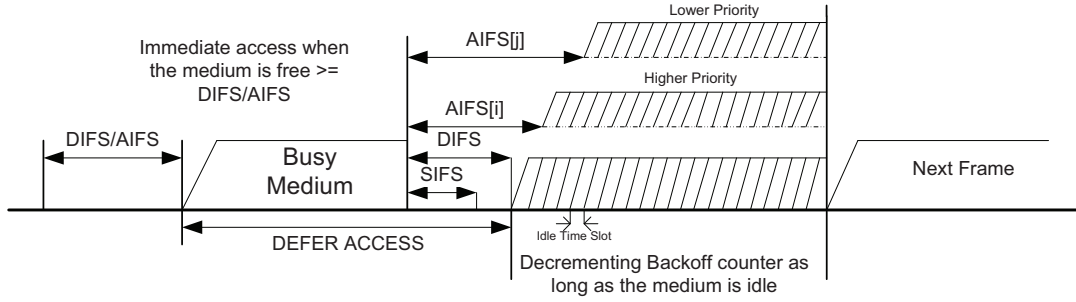 Lower Priority
AIFS[j]
Immediate access when
the medium is free >=
DIFS/AIFS
Higher Priority
AIFS[i]
DIFS/AIFS
DIFS
Busy
Medium
SIFS
Next Frame
DEFER ACCESS
Idle Time Slot
Decrementing Backoff counter as
long as the medium is idle